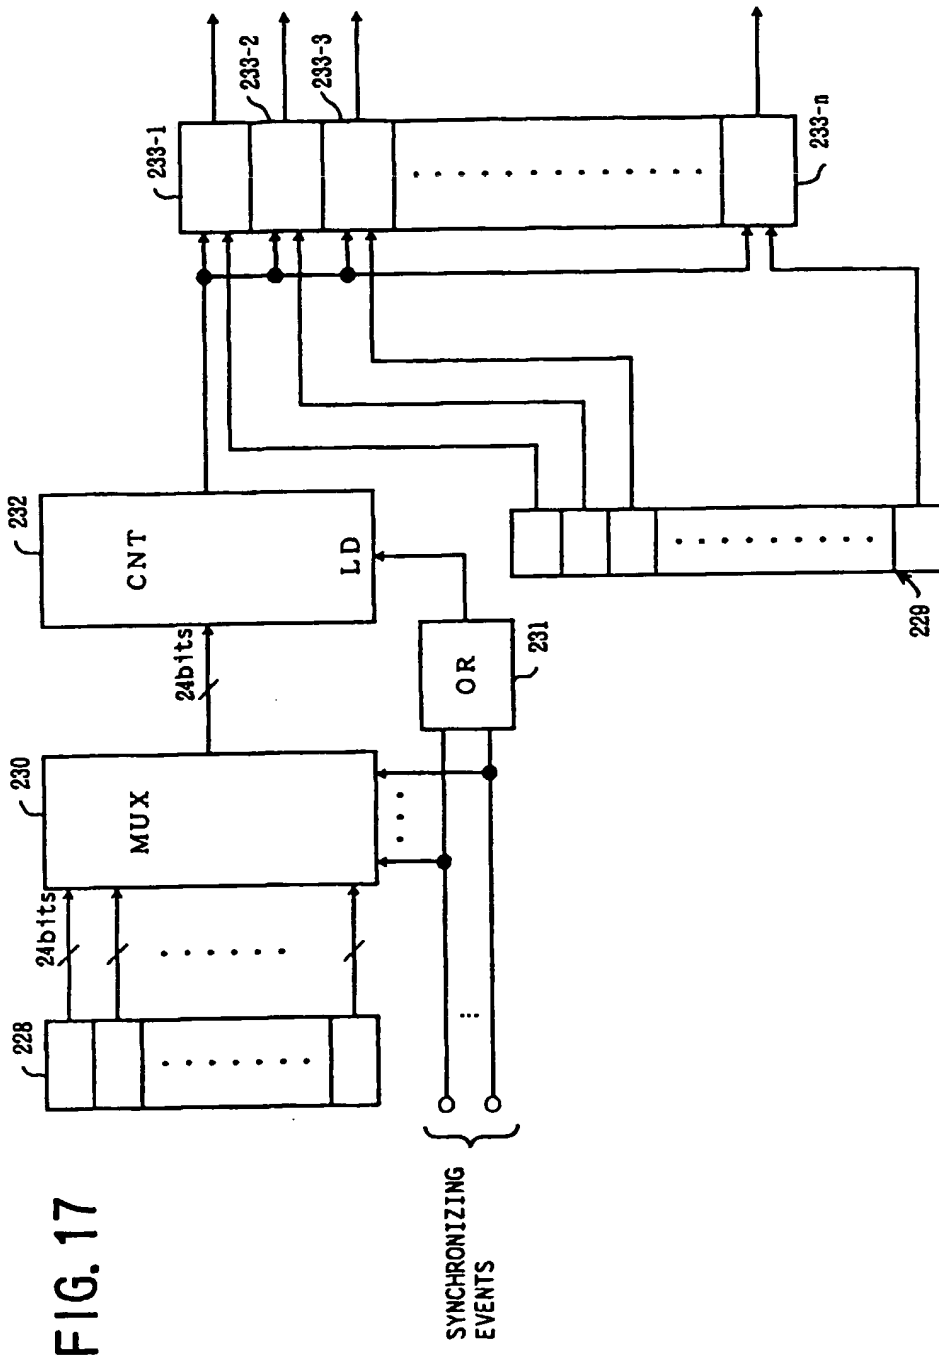 FIG. 17
228
24bits
230
MUX
24bits
232
CNT
LD
OR
231
SYNCHRONIZING
EVENTS
229
233-1
233-2
233-3
233-n